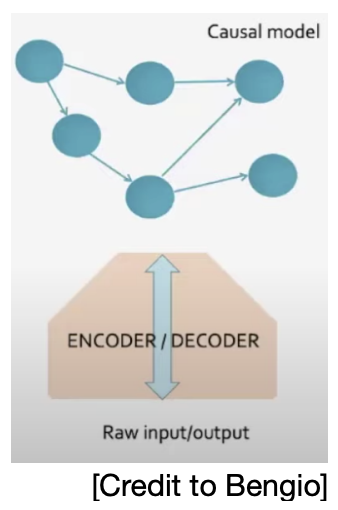 Causal model
ENCODER / DECODER
Raw input/output
[Credit to Bengio]